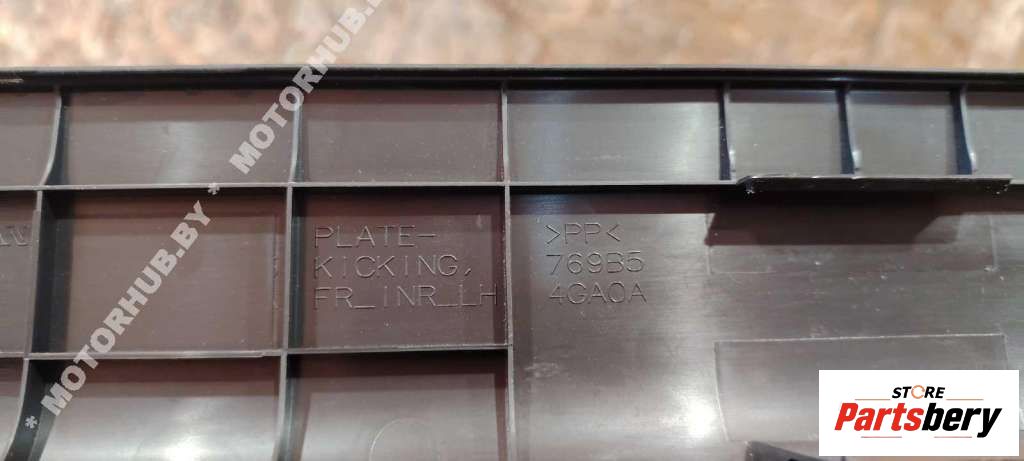 MOTORHUB.BY * MOTORHUB.BY *
PLATE-
KICKING,
FR_INR_LH
>PP<
769B5
4GA0A
STORE
Partsbery